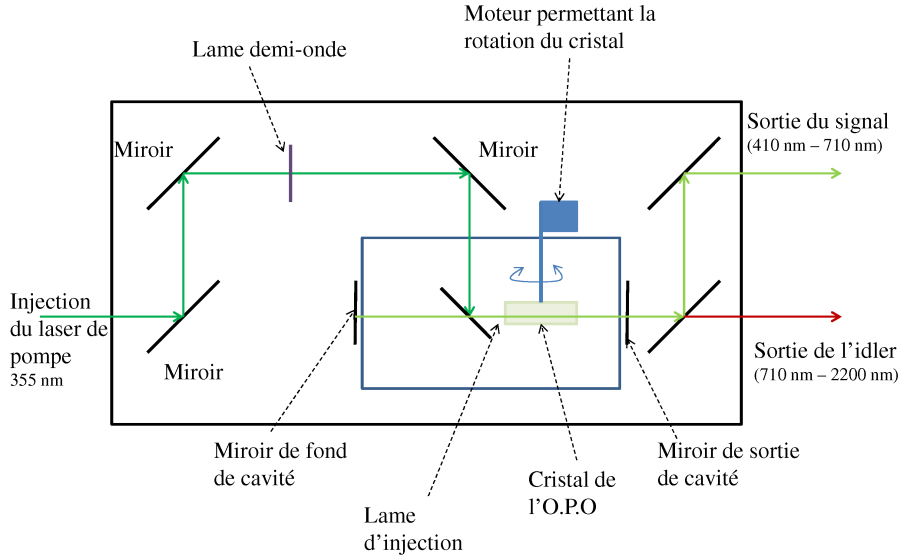 Moteur permettant la
rotation du cristal
Lame demi-onde
Miroir
Miroir
Sortie du signal
(410 nm – 710 nm)
Injection
du laser de
pompe
355 nm
Miroir
Sortie de l’idler
(710 nm – 2200 nm)
Miroir de fond
de cavité
Lame
d’injection
Cristal de
l’O.P.O
Miroir de sortie
de cavité